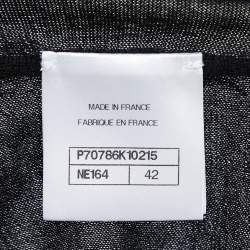 MADE IN FRANCE
FABRIQUE EN FRANCE
P70786K10215
NE164 42